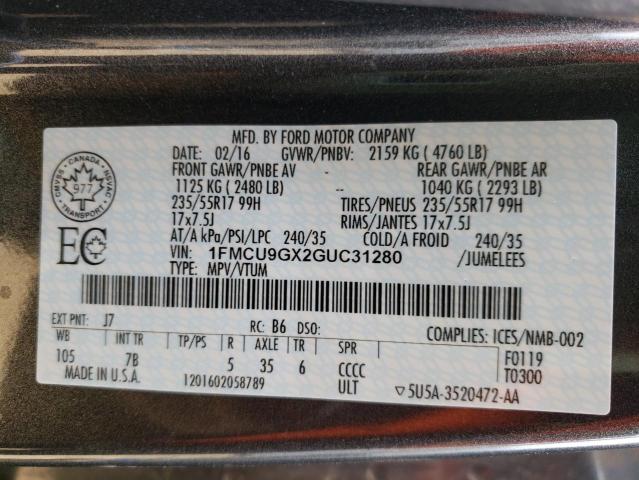 MFD. BY FORD MOTOR COMPANY
DATE: 02/16 GVWR/PNBV: 2159 KG ( 4760 LB)
FRONT GAWR/PNBE AV - REAR GAWR/PNBE AR
1125 KG ( 2480 LB) -- 1040 KG ( 2293 LB)
235/55R17 99H TIRES/PNEUS 235/55R17 99H
17x7.5J RIMS/JANTES 17x7.5J
AT/A kPa/PSI/LPC 240/35 COLD/A FROID 240/35
VIN: 1FMCU9GX2GUC31280 /JUMELEES
TYPE: MPV/VTUM
CANADA
CMVSS
NSVAC
977
TRANSPORT
EC
EXT PNT: J7 RC: B6 DSO: COMPLIES: ICES/NMB-002
WB INT TR TP/PS R AXLE TR SPR F0119
105 7B 5 35 6 CCCC T0300
MADE IN U.S.A. 1201602058789 ULT ▽5U5A-3520472-AA